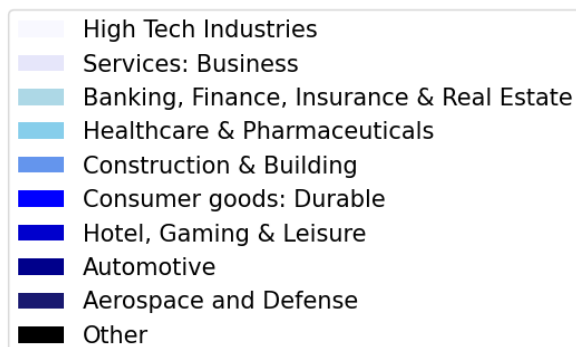 High Tech Industries
Services: Business
Banking, Finance, Insurance & Real Estate
Healthcare & Pharmaceuticals
Construction & Building
Consumer goods: Durable
Hotel, Gaming & Leisure
Automotive
Aerospace and Defense
Other